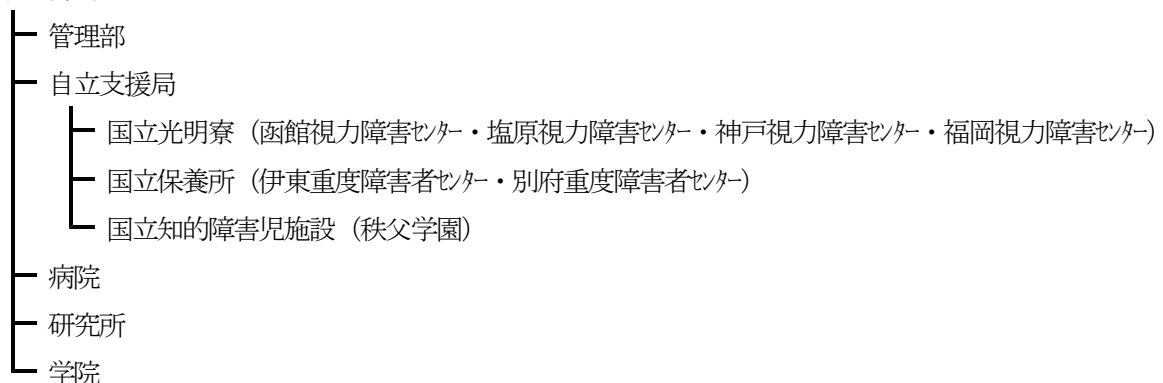 管理部
自立支援局
国立光明寮（函館視力障害ｾﾝﾀｰ・塩原視力障害ｾﾝﾀｰ・神戸視力障害ｾﾝﾀｰ・福岡視力障害ｾﾝﾀｰ）
国立保養所（伊東重度障害者ｾﾝﾀｰ・別府重度障害者ｾﾝﾀｰ）
国立知的障害児施設（秩父学園）
病院
研究所
学院